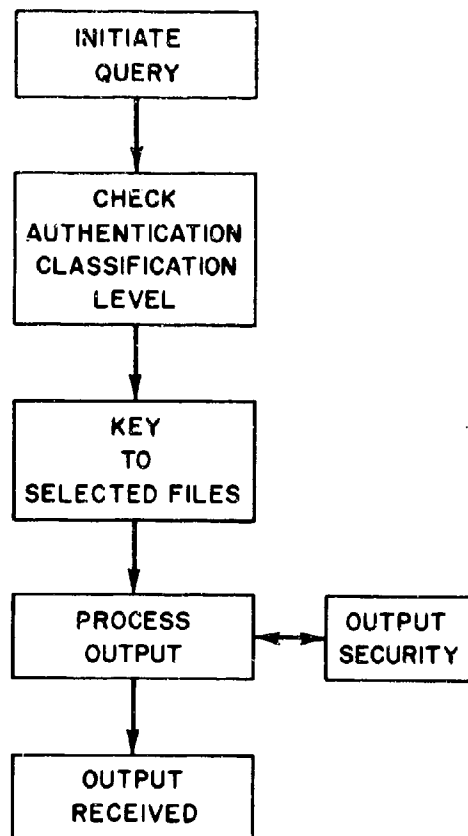 INITIATE
QUERY
CHECK
AUTHENTICATION
CLASSIFICATION
LEVEL
KEY
TO
SELECTED FILES
PROCESS
OUTPUT
OUTPUT
SECURITY
OUTPUT
RECEIVED